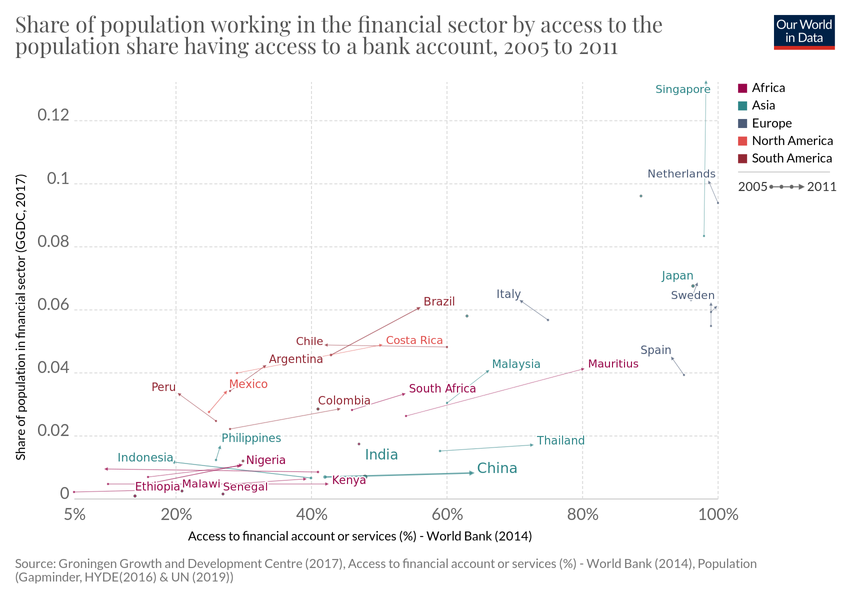 Share of population working in the financial sector by access to the
population share having access to a bank account, 2005 to 2011
Our World
in Data
Share of population in financial sector (GGDC, 2017)
0.12
0.1
0.08
0.06
0.04
0.02
0
5%
20%
40%
60%
80%
100%
Access to financial account or services (%) - World Bank (2014)
Singapore
Netherlands
Japan
Sweden
Italy
Brazil
Spain
Chile
Costa Rica
Argentina
Malaysia
Mauritius
Peru
Mexico
South Africa
Colombia
Philippines
Thailand
India
Indonesia
Nigeria
China
Kenya
Ethiopia
Malawi
Senegal
Africa
Asia
Europe
North America
South America
2005
2011
Source: Groningen Growth and Development Centre (2017), Access to financial account or services (%) - World Bank (2014), Population
(Gapminder, HYDE(2016) & UN (2019))